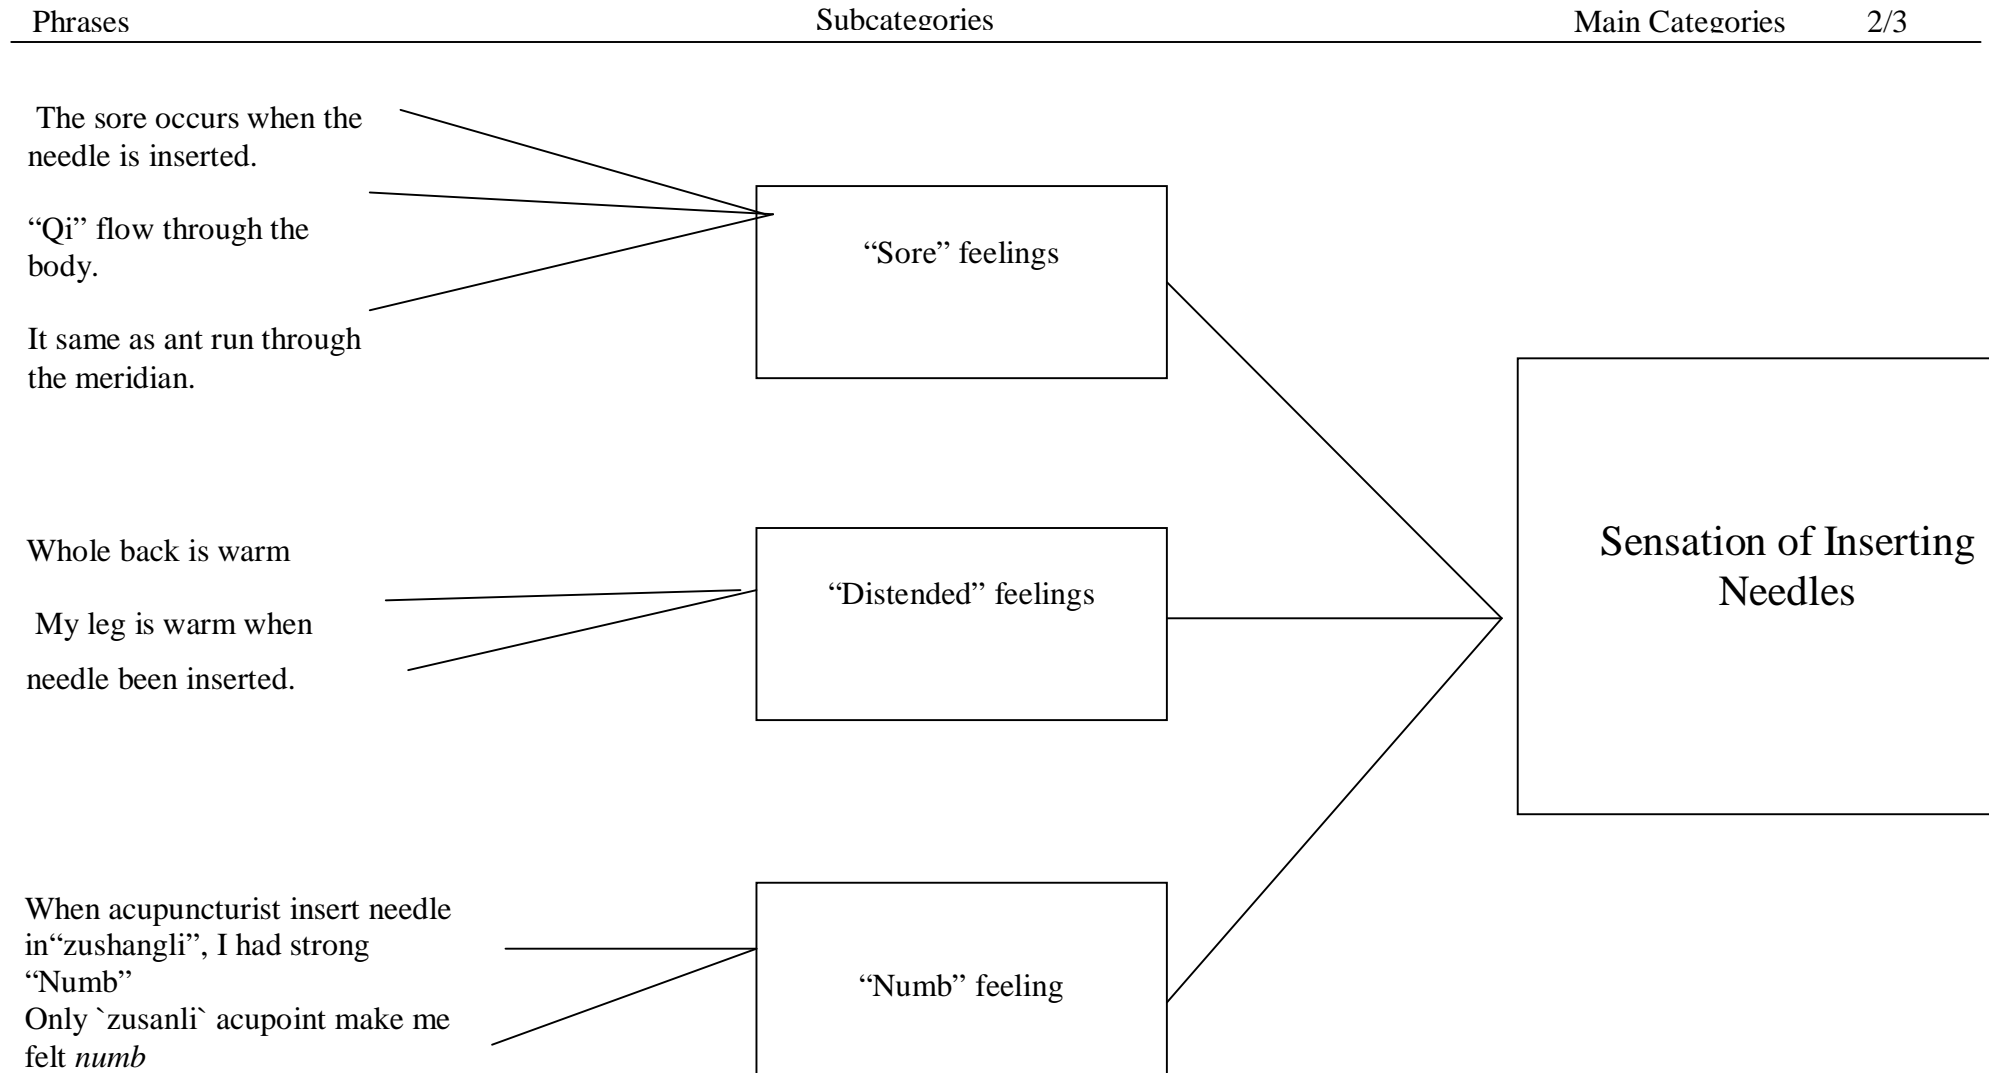 Phrases Subcategories Main Categories 2/3
The sore occurs when the
needle is inserted.
“Qi” flow through the
body.
“Sore” feelings
It same as ant run through
the meridian.
Whole back is warm
My leg is warm when
needle been inserted.
“Distended” feelings
Sensation of Inserting
Needles
When acupuncturist insert needle
in“zushangli”, I had strong
“Numb”
Only `zusanli` acupoint make me
felt numb
“Numb” feeling